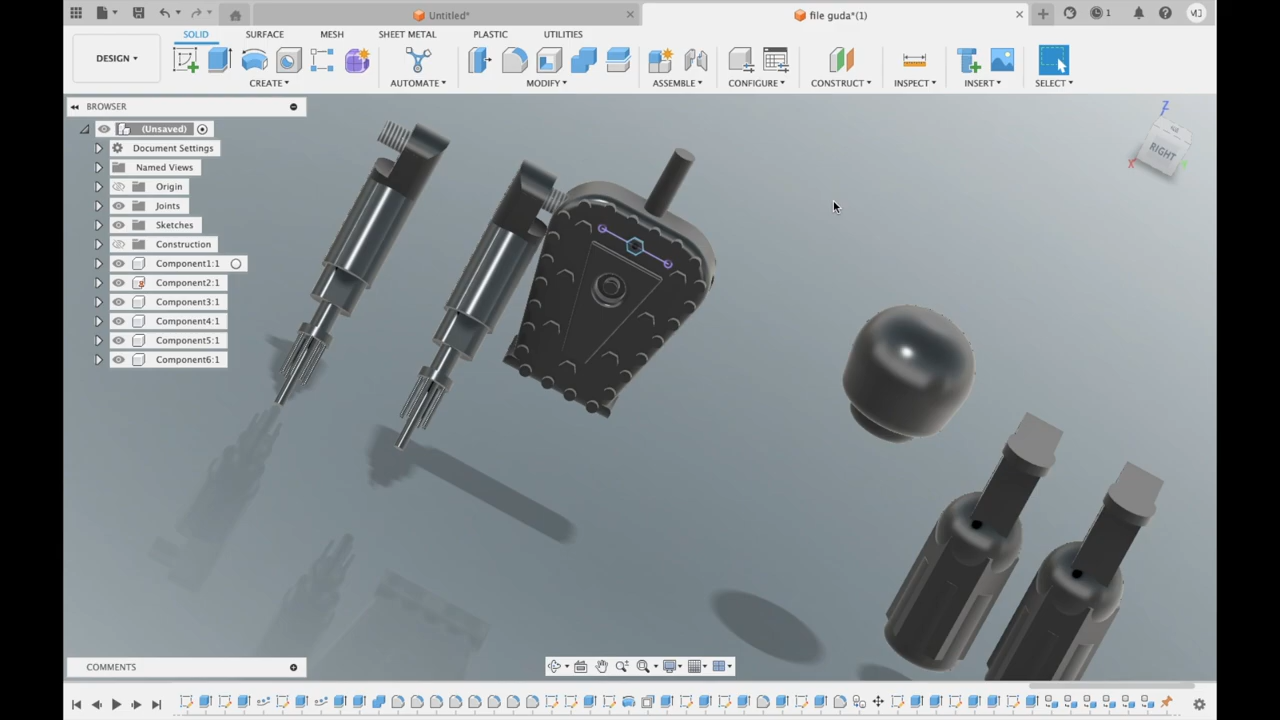 Untitled*
file guda*(1)
1
MJ
SOLID
SURFACE
MESH
SHEET METAL
PLASTIC
UTILITIES
DESIGN
CREATE
AUTOMATE
MODIFY
ASSEMBLE
CONFIGURE
CONSTRUCT
INSPECT
INSERT
SELECT
BROWSER
(Unsaved)
Document Settings
Named Views
Origin
Joints
Sketches
Construction
Component1:1
Component2:1
Component3:1
Component4:1
Component5:1
Component6:1
Z
RIGHT
X
COMMENTS